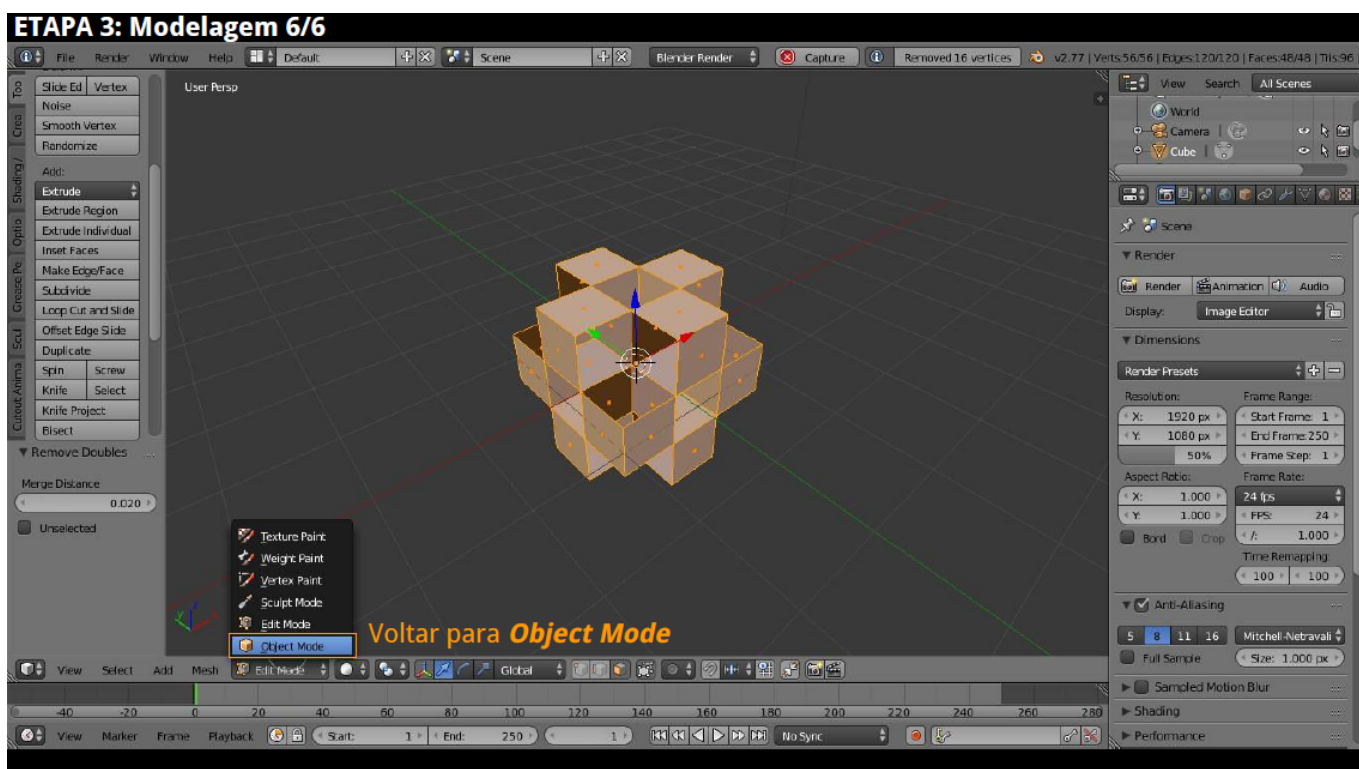 ETAPA 3: Modelagem 6/6
File Render Window Help Default Scene Blender Render Capture Removed 16 vertices v2.77 | Verts:56/56 | Edges:120/120 | Faces:48/48 | Tris:96
Too
Crea
Shading/
Optio
Grease Pe
Scul
Cutout Anima
Slide Ed Vertex
Noise
Smooth Vertex
Randomize
Add:
Extrude
Extrude Region
Extrude Individual
Inset Faces
Make Edge/Face
Subdivide
Loop Cut and Slide
Offset Edge Slide
Duplicate
Spin Screw
Knife Select
Knife Project
Bisect
Remove Doubles
Merge Distance
0.020
Unselected
User Persp
z
y
Texture Paint
Weight Paint
Vertex Paint
Sculpt Mode
Edit Mode
Object Mode
Voltar para Object Mode
View Select Add Mesh Edit Mode Global
-40 -20 0 20 40 60 80 100 120 140 160 180 200 220 240 260 280
View Marker Frame Playback Start: 1 End: 250 1 No Sync
View Search All Scenes
World
Camera |
Cube |
Scene
Render
Render Animation Audio
Display: Image Editor
Dimensions
Render Presets
Resolution: Frame Range:
X: 1920 px Start Frame: 1
Y: 1080 px End Frame: 250
50% Frame Step: 1
Aspect Ratio: Frame Rate:
X: 1.000 24 fps
Y: 1.000 FPS: 24
Bord Crop /: 1.000
Time Remapping:
100 100
Anti-Aliasing
5 8 11 16 Mitchell-Netravali
Full Sample Size: 1.000 px
Sampled Motion Blur
Shading
Performance